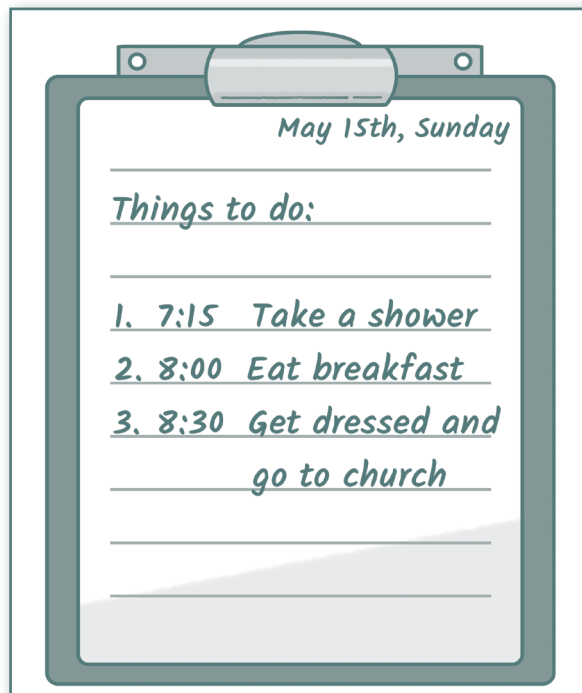 May 15th, Sunday
Things to do:
1. 7:15 Take a shower
2. 8:00 Eat breakfast
3. 8:30 Get dressed and
go to church